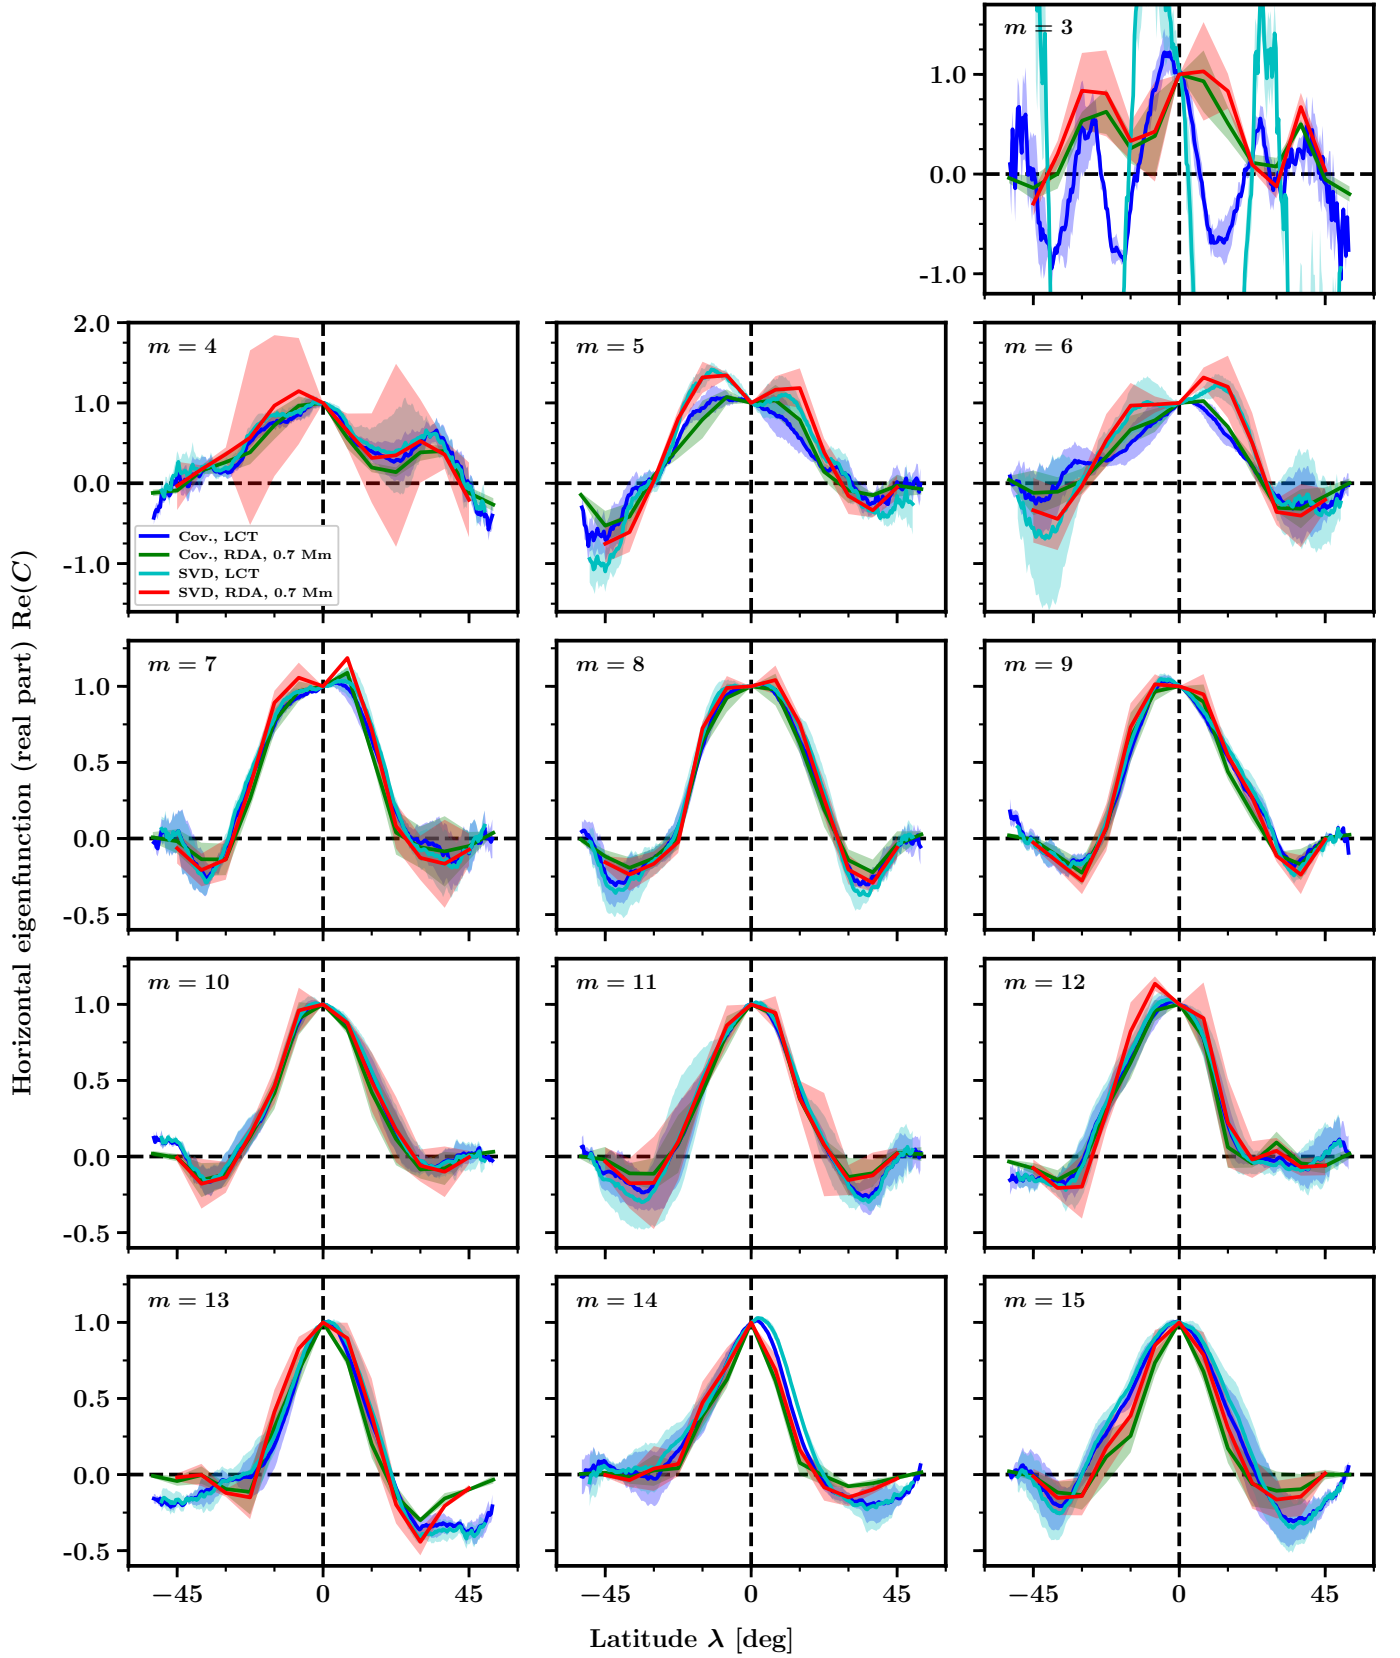 m = 3
1.0
0.0
-1.0
m = 4
m = 5
m = 6
2.0
1.0
0.0
-1.0
Cov., LCT
Cov., RDA, 0.7 Mm
SVD, LCT
SVD, RDA, 0.7 Mm
Horizontal eigenfunction (real part) Re(C)
m = 7
m = 8
m = 9
1.0
0.5
0.0
-0.5
m = 10
m = 11
m = 12
1.0
0.5
0.0
-0.5
m = 13
m = 14
m = 15
1.0
0.5
0.0
-0.5
−45 0 45 −45 0 45 −45 0 45
Latitude λ [deg]